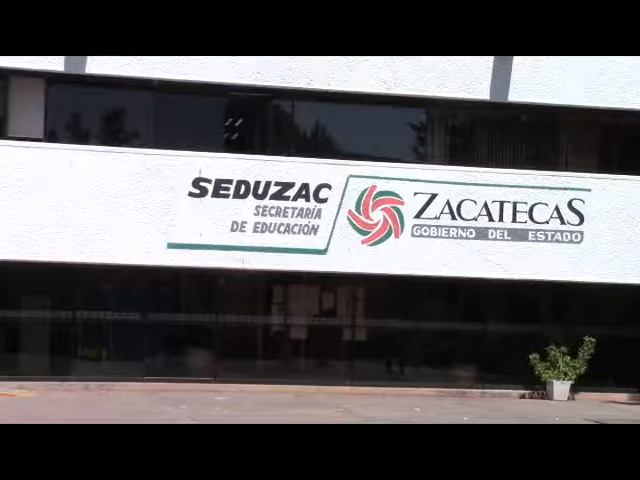 SEDUZAC
SECRETARÍA
DE EDUCACIÓN
ZACATECAS
GOBIERNO DEL ESTADO